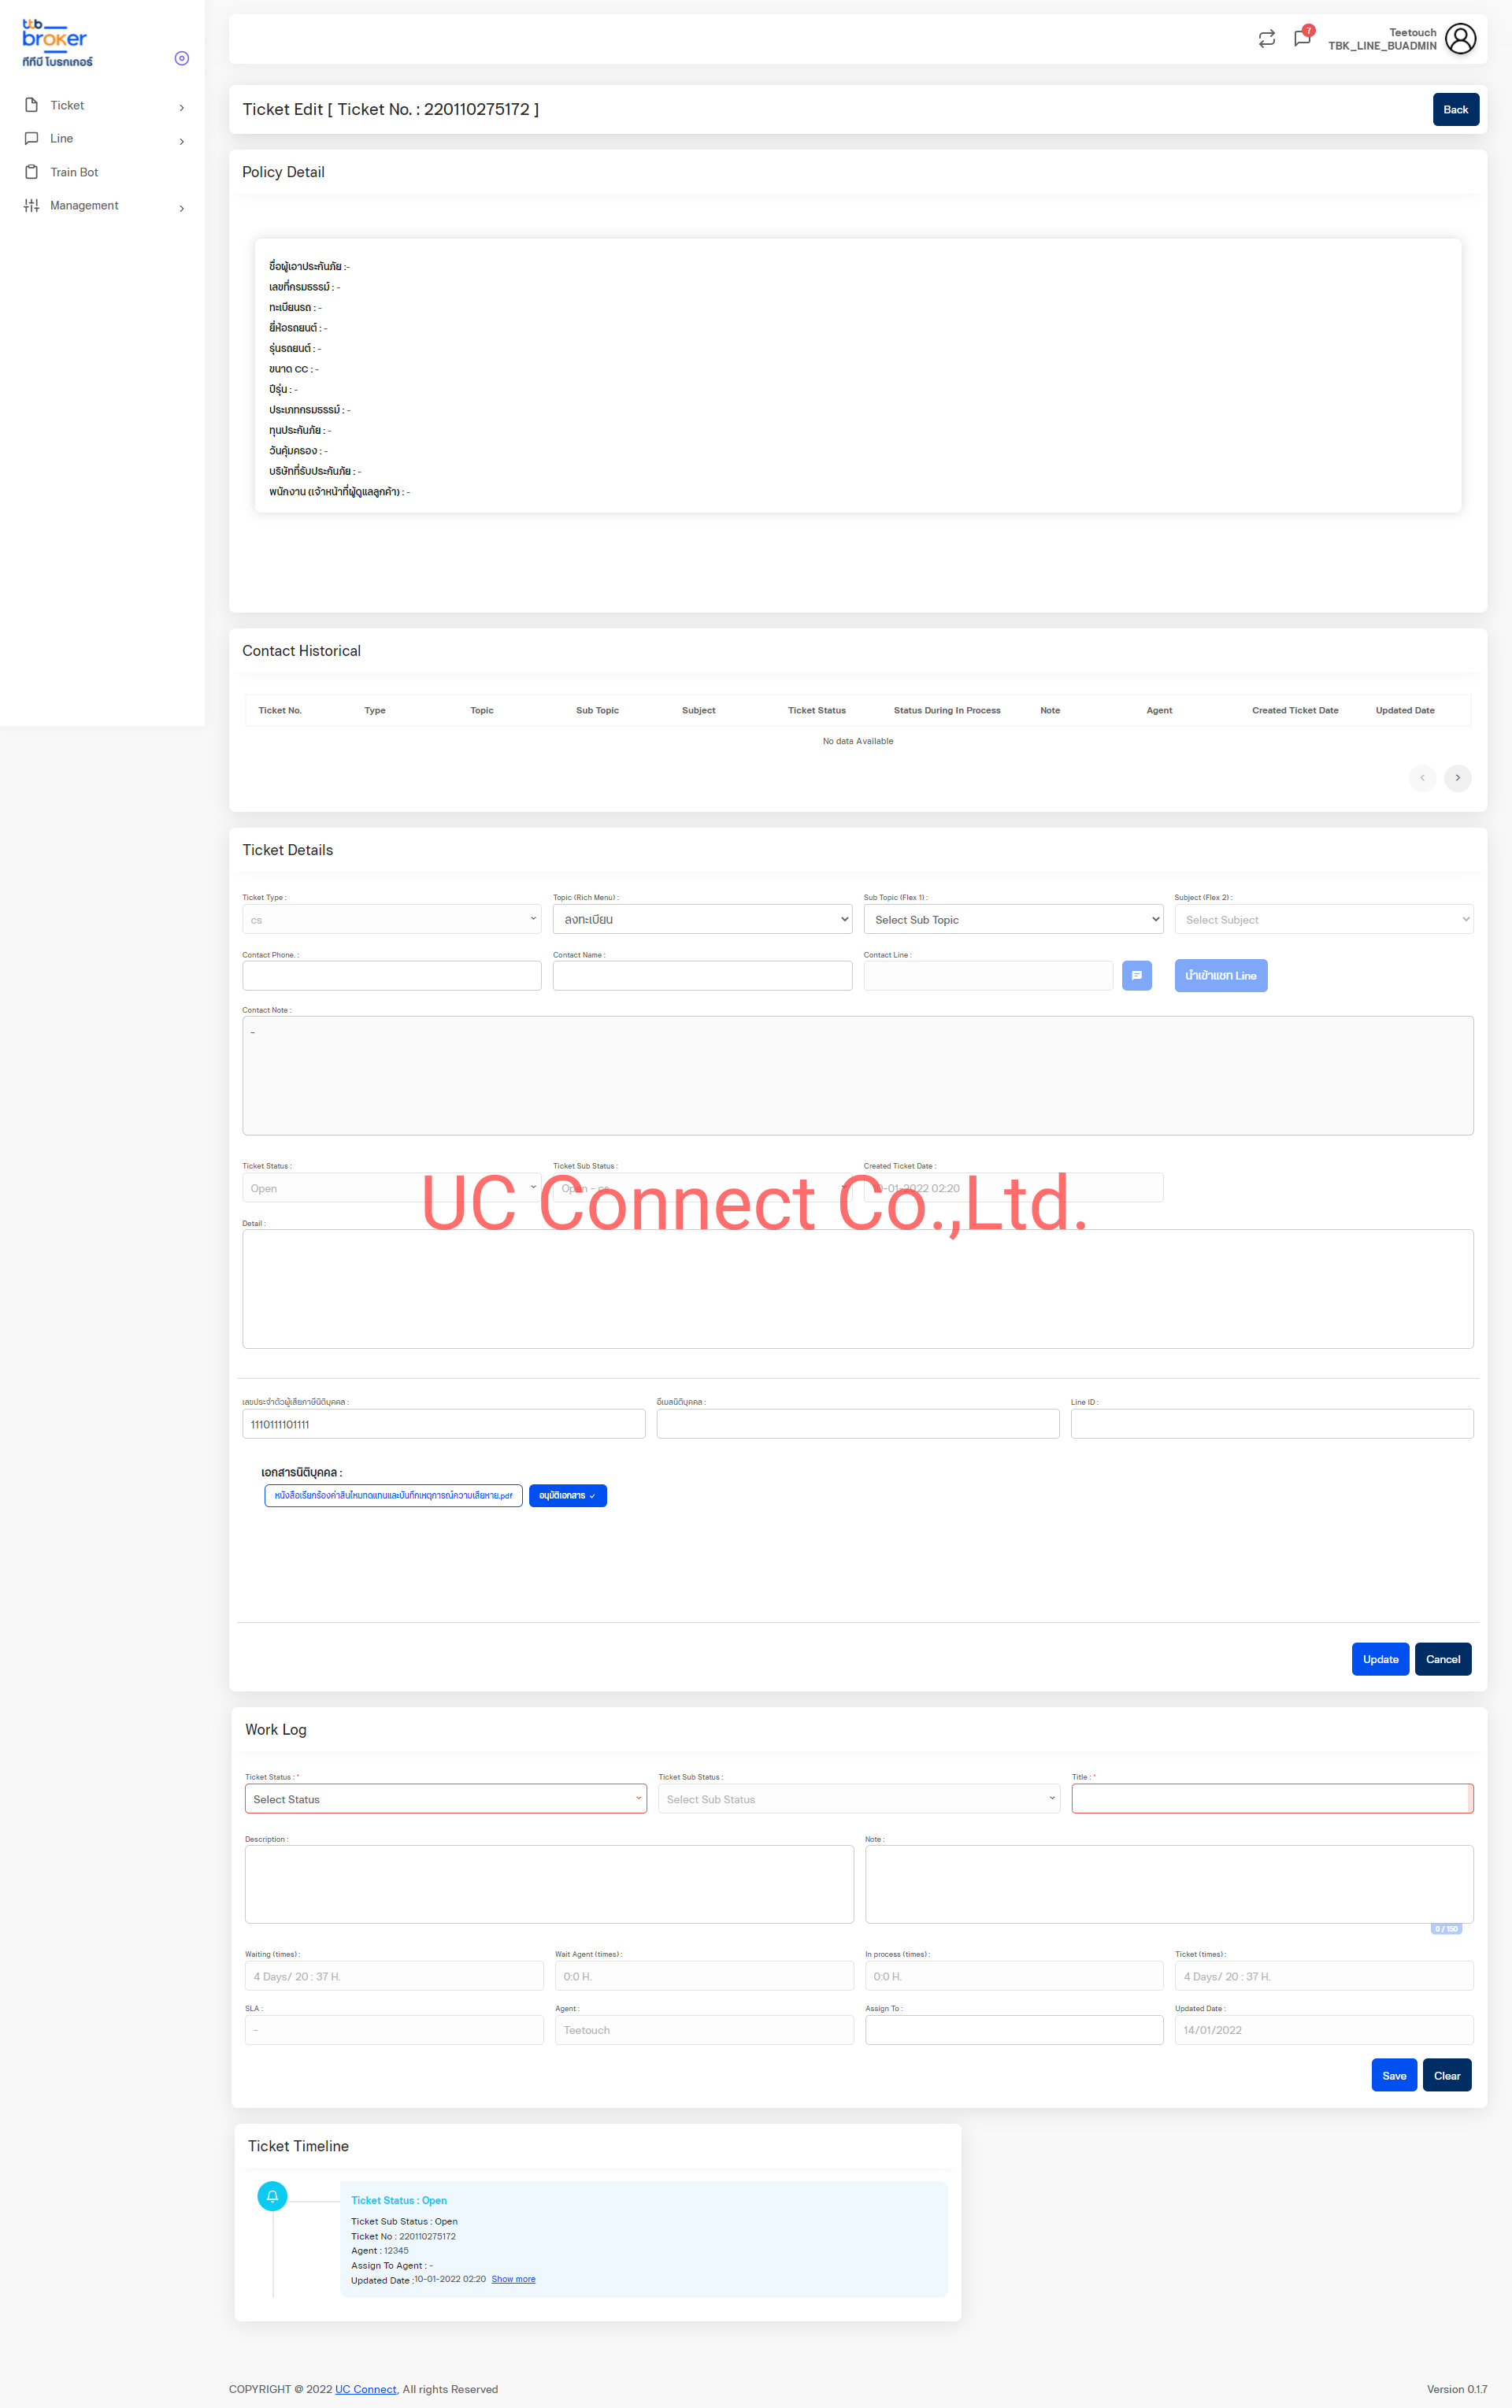 ttb
broker
ทีทีบี โบรกเกอร์
Ticket
Line
Train Bot
Management
7
Teetouch
TBK_LINE_BUADMIN
Ticket Edit [ Ticket No. : 220110275172 ]
Back
Policy Detail
ชื่อผู้เอาประกันภัย :-
เลขที่กรมธรรม์ : -
ทะเบียนรถ : -
ยี่ห้อรถยนต์ : -
รุ่นรถยนต์ : -
ขนาด CC : -
ปีรุ่น : -
ประเภทกรมธรรม์ : -
ทุนประกันภัย : -
วันคุ้มครอง : -
บริษัทที่รับประกันภัย : -
พนักงาน (เจ้าหน้าที่ผู้ดูแลลูกค้า) : -
Contact Historical
Ticket No. Type Topic Sub Topic Subject Ticket Status Status During In Process Note Agent Created Ticket Date Updated Date
No data Available
Ticket Details
Ticket Type : Topic (Rich Menu) : Sub Topic (Flex 1) : Subject (Flex 2) :
cs ลงทะเบียน Select Sub Topic Select Subject
Contact Phone. : Contact Name : Contact Line :
นำเข้าแชท Line
Contact Note :
-
Ticket Status : Ticket Sub Status : Created Ticket Date :
Open Open - cs 10-01-2022 02:20
UC Connect Co.,Ltd.
Detail :
เลขประจำตัวผู้เสียภาษีนิติบุคคล : อีเมลนิติบุคคล : Line ID :
1110111101111
เอกสารนิติบุคคล :
หนังสือเรียกร้องค่าสินไหมทดแทนและบันทึกเหตุการณ์ความเสียหาย.pdf อนุมัติเอกสาร
Update Cancel
Work Log
Ticket Status : * Ticket Sub Status : Title : *
Select Status Select Sub Status
Description : Note :
0 / 150
Waiting (times) : Wait Agent (times) : In process (times) : Ticket (times) :
4 Days/ 20 : 37 H. 0:0 H. 0:0 H. 4 Days/ 20 : 37 H.
SLA : Agent : Assign To : Updated Date :
- Teetouch 14/01/2022
Save Clear
Ticket Timeline
Ticket Status : Open
Ticket Sub Status : Open
Ticket No : 220110275172
Agent : 12345
Assign To Agent : -
Updated Date :10-01-2022 02:20 Show more
COPYRIGHT @ 2022 UC Connect, All rights Reserved
Version 0.1.7